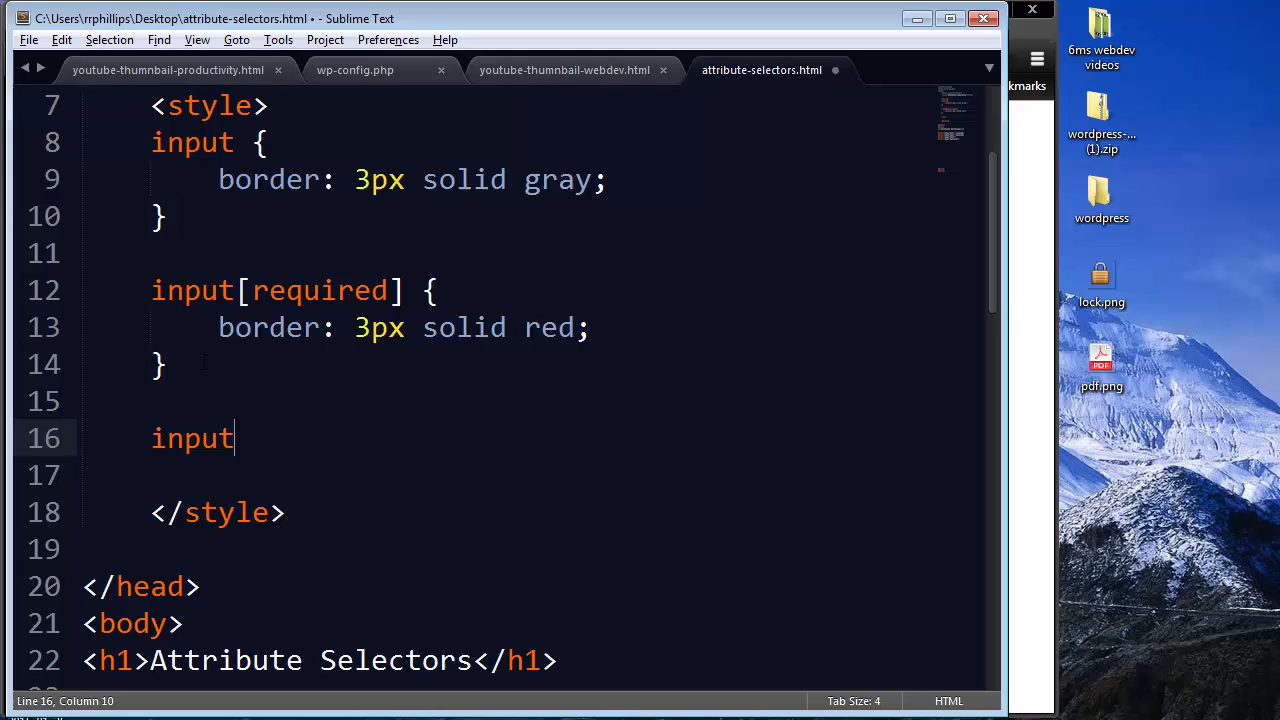 C:\Users\rrphillips\Desktop\attribute-selectors.html • - Sublime Text
File Edit Selection Find View Goto Tools Project Preferences Help
youtube-thumnbail-productivity.html × wp-config.php × youtube-thumnbail-webdev.html × attribute-selectors.html
7 <style>
8 input {
9 border: 3px solid gray;
10 }
11
12 input[required] {
13 border: 3px solid red;
14 }
15
16 input
17
18 </style>
19
20 </head>
21 <body>
22 <h1>Attribute Selectors</h1>
Line 16, Column 10 Tab Size: 4 HTML
kmarks
6ms webdev
videos
wordpress-...
(1).zip
wordpress
lock.png
PDF
pdf.png